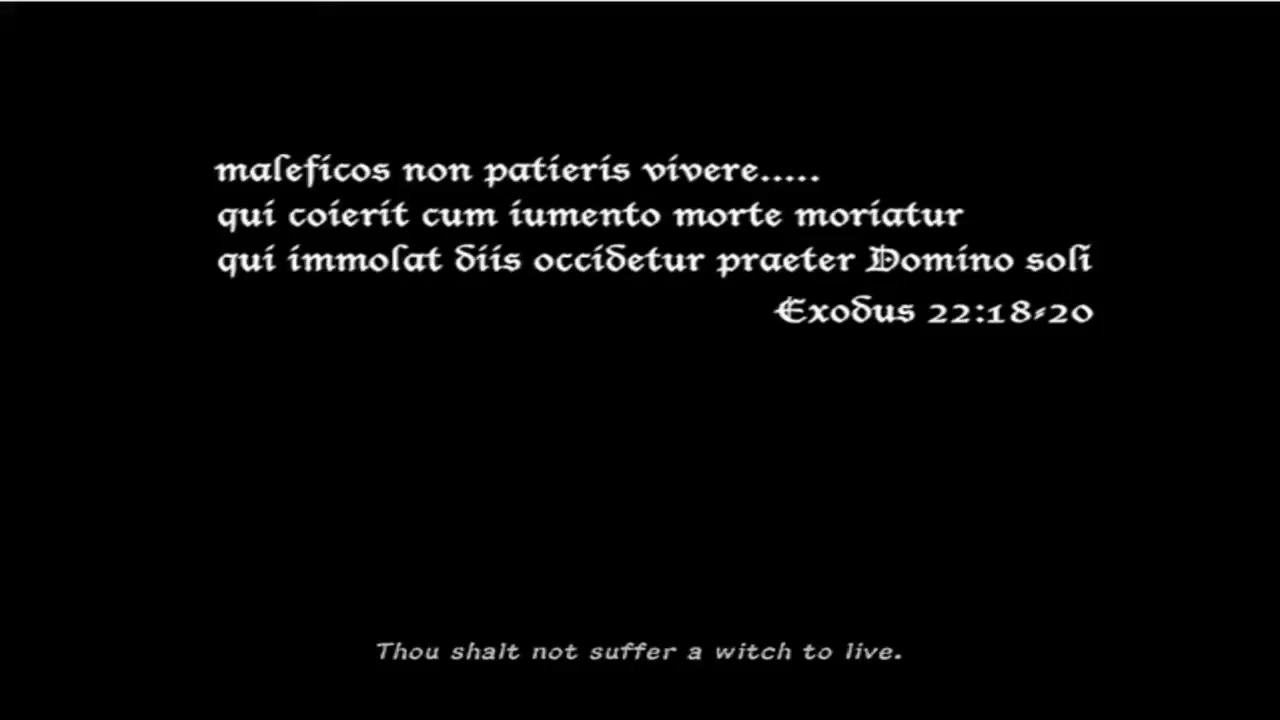 maleficos non patieris vivere.....
qui coierit cum iumento morte moriatur
qui immolat diis occidetur praeter Domino soli
Exodus 22:18-20
Thou shalt not suffer a witch to live.